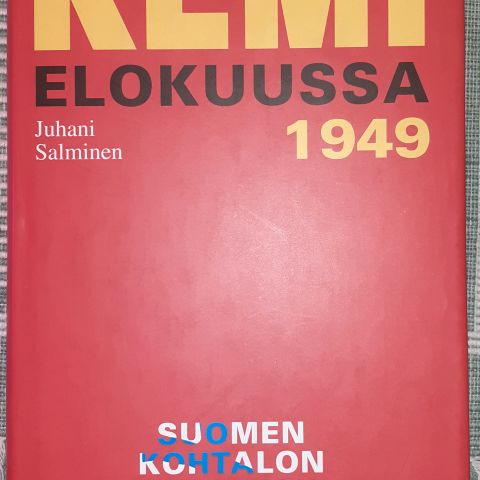 KEMI
ELOKUUSSA
Juhani
Salminen
1949
SUOMEN
KOHTALON